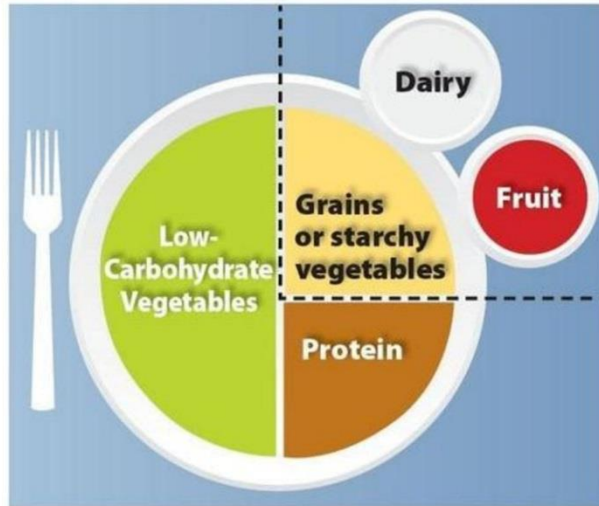 Dairy
Fruit
Grains
or starchy
vegetables
Low-
Carbohydrate
Vegetables
Protein